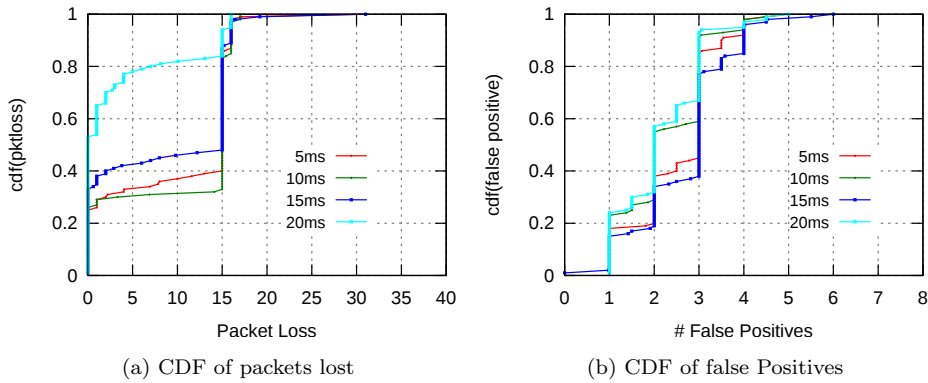 1
0.8
0.6
0.4
0.2
0
cdf(pktloss)
0 5 10 15 20 25 30 35 40
Packet Loss
5ms
10ms
15ms
20ms
(a) CDF of packets lost
1
0.8
0.6
0.4
0.2
0
cdf(false positive)
0 1 2 3 4 5 6 7 8
# False Positives
5ms
10ms
15ms
20ms
(b) CDF of false Positives